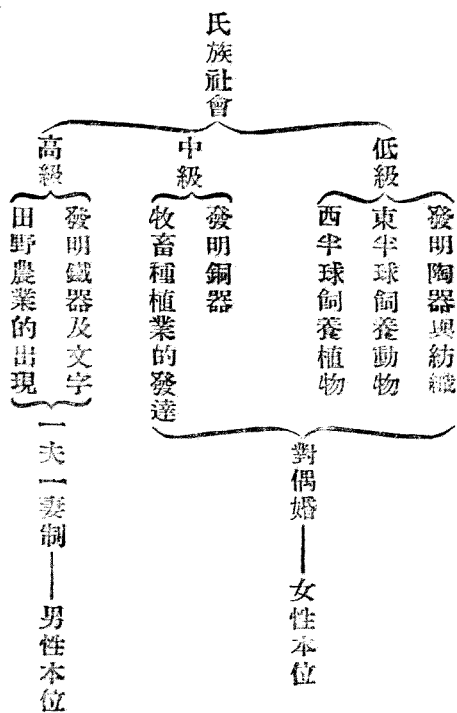 氏族社會
低級
發明陶器與紡織
東半球飼養動物
西半球飼養植物
中級
發明銅器
牧畜種植業的發達
對偶婚——女性本位
高級
發明鐵器及文字
田野農業的出現
一夫一妻制——男性本位